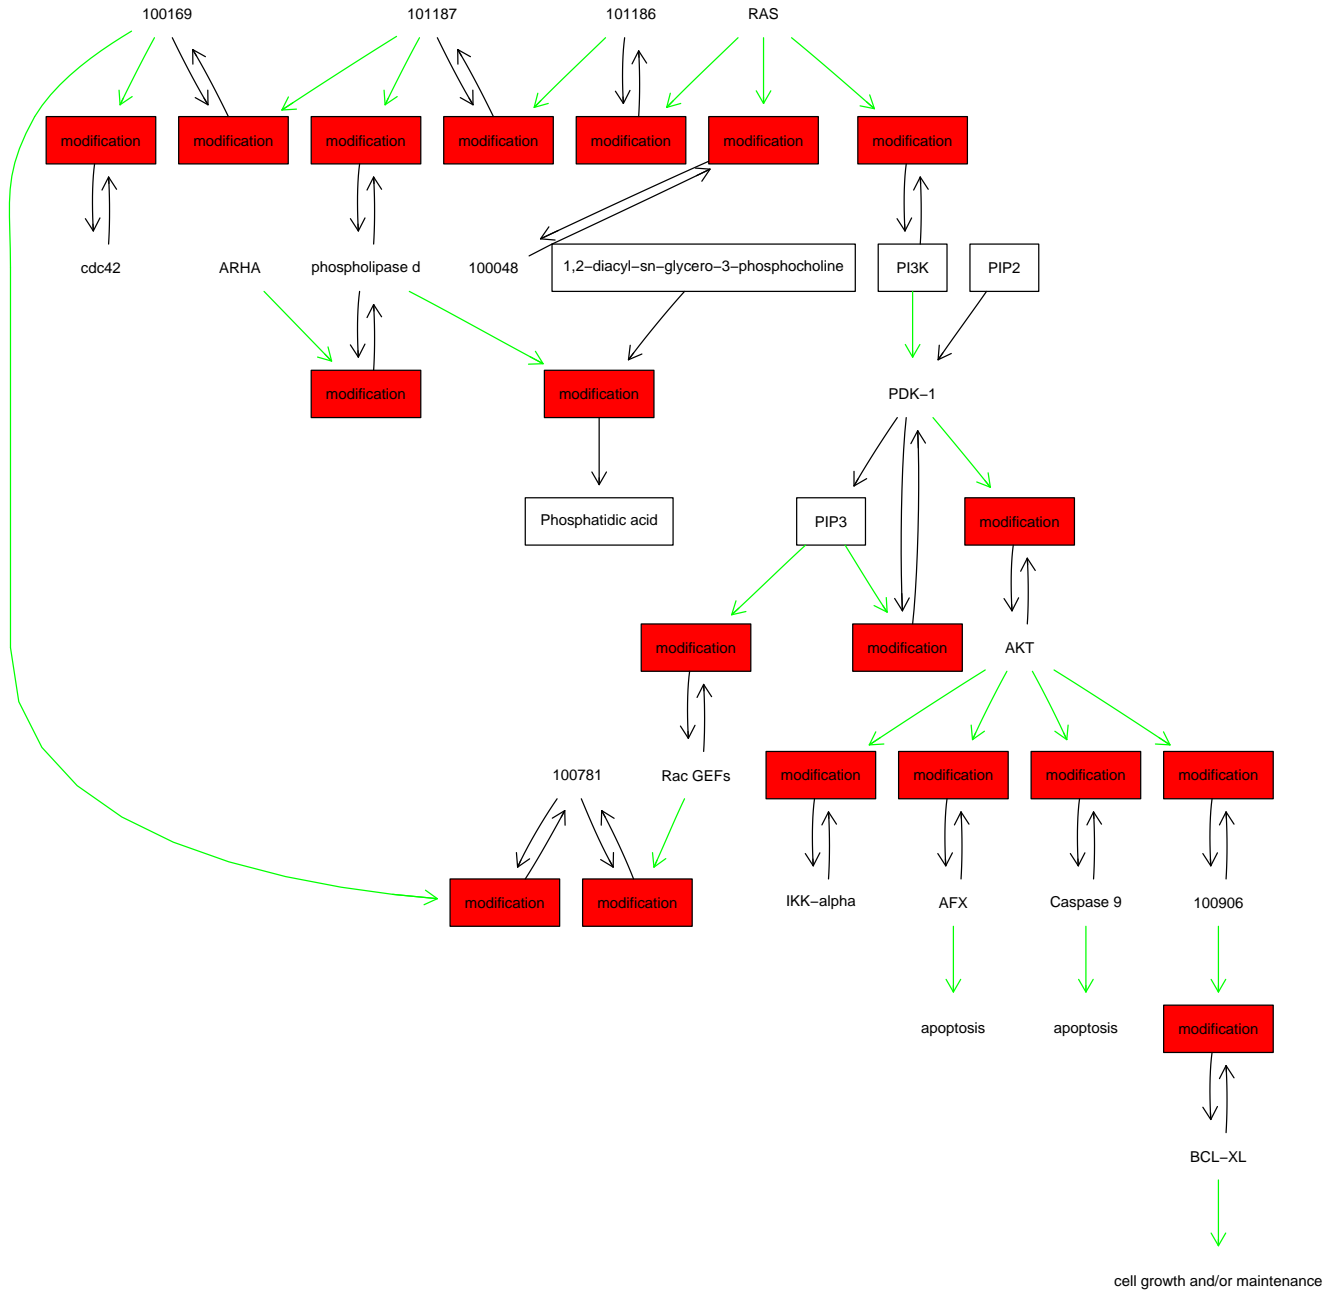 100169
101187
101186
RAS
modification
modification
modification
modification
modification
modification
modification
cdc42
ARHA
phospholipase d
100048
1,2−diacyl−sn−glycero−3−phosphocholine
PI3K
PIP2
modification
modification
PDK−1
Phosphatidic acid
PIP3
modification
modification
modification
AKT
100781
Rac GEFs
modification
modification
modification
modification
modification
modification
IKK−alpha
AFX
Caspase 9
100906
apoptosis
apoptosis
modification
BCL−XL
cell growth and/or maintenance